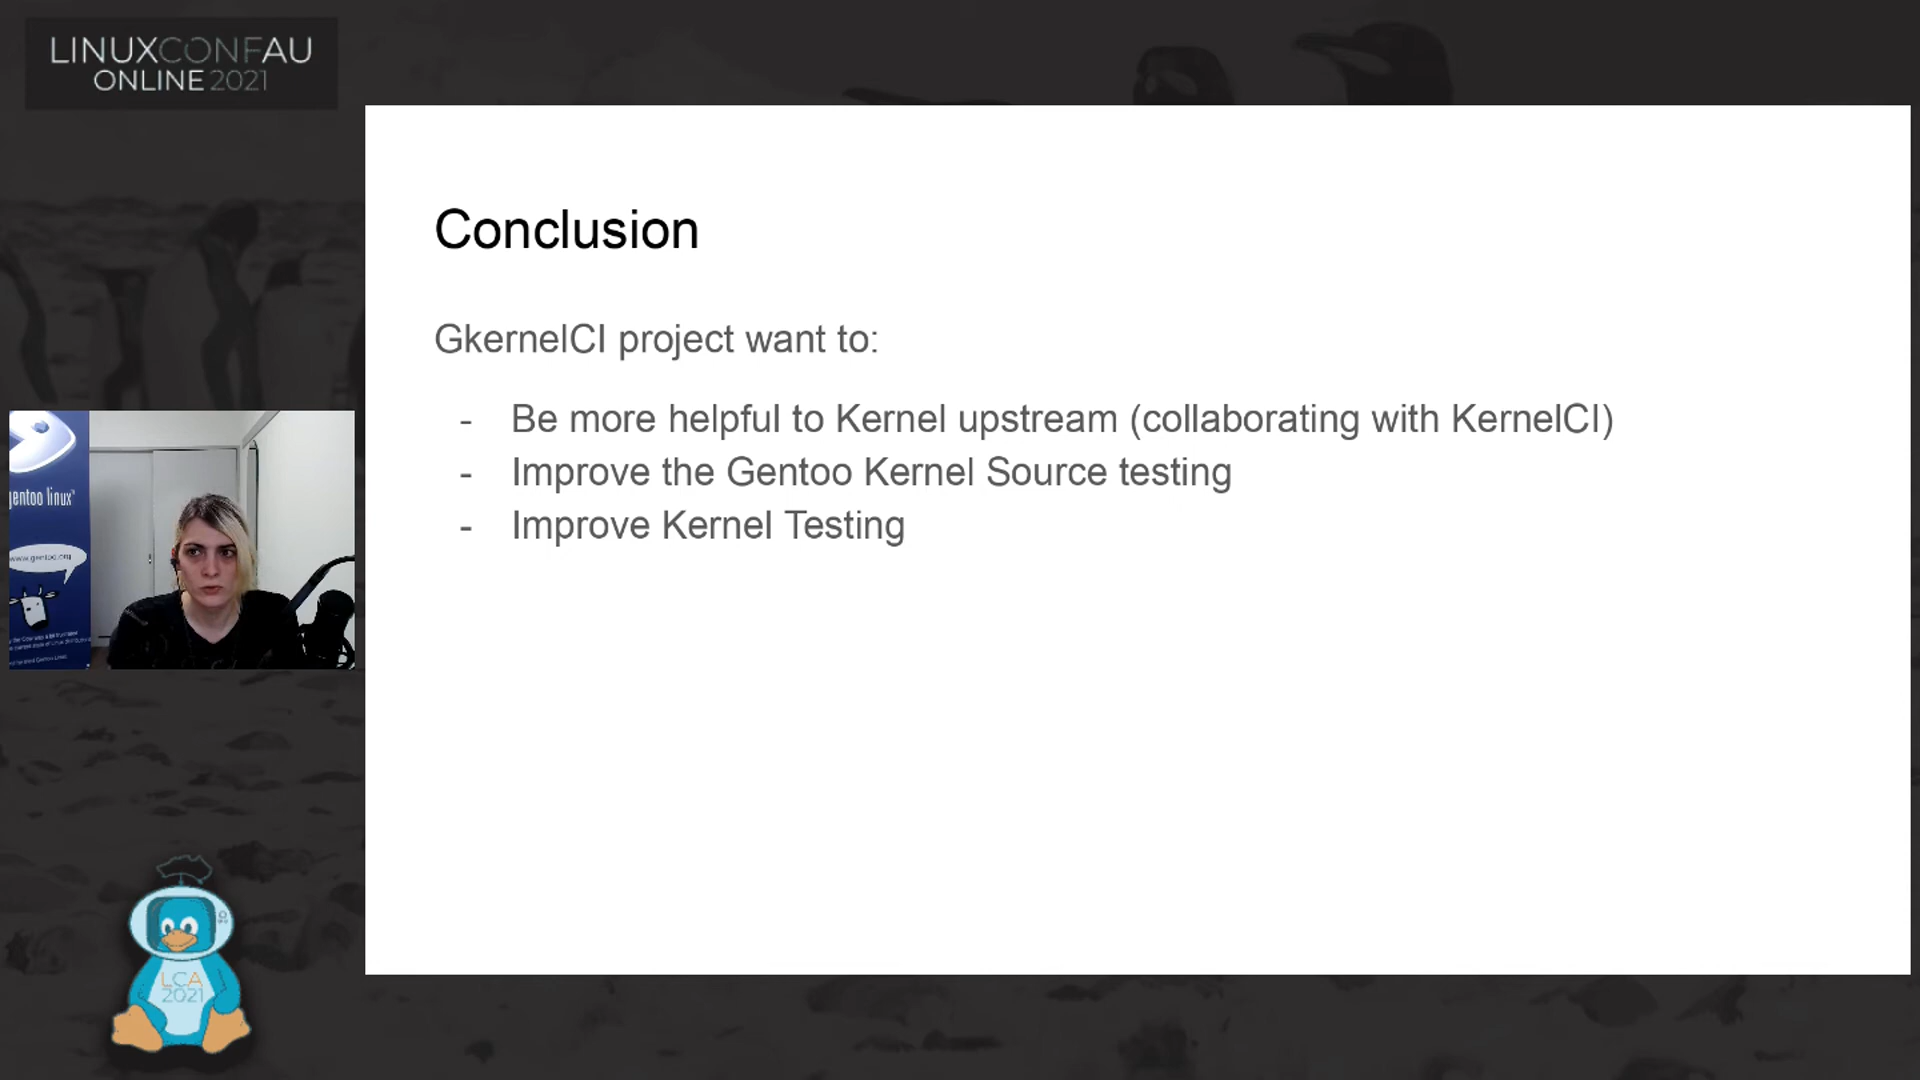 LINUXCONFAU
ONLINE 2021
Conclusion
GkernelCI project want to:
- Be more helpful to Kernel upstream (collaborating with KernelCI)
- Improve the Gentoo Kernel Source testing
- Improve Kernel Testing
entoo linux
www.gentoo.org
LCA
2021